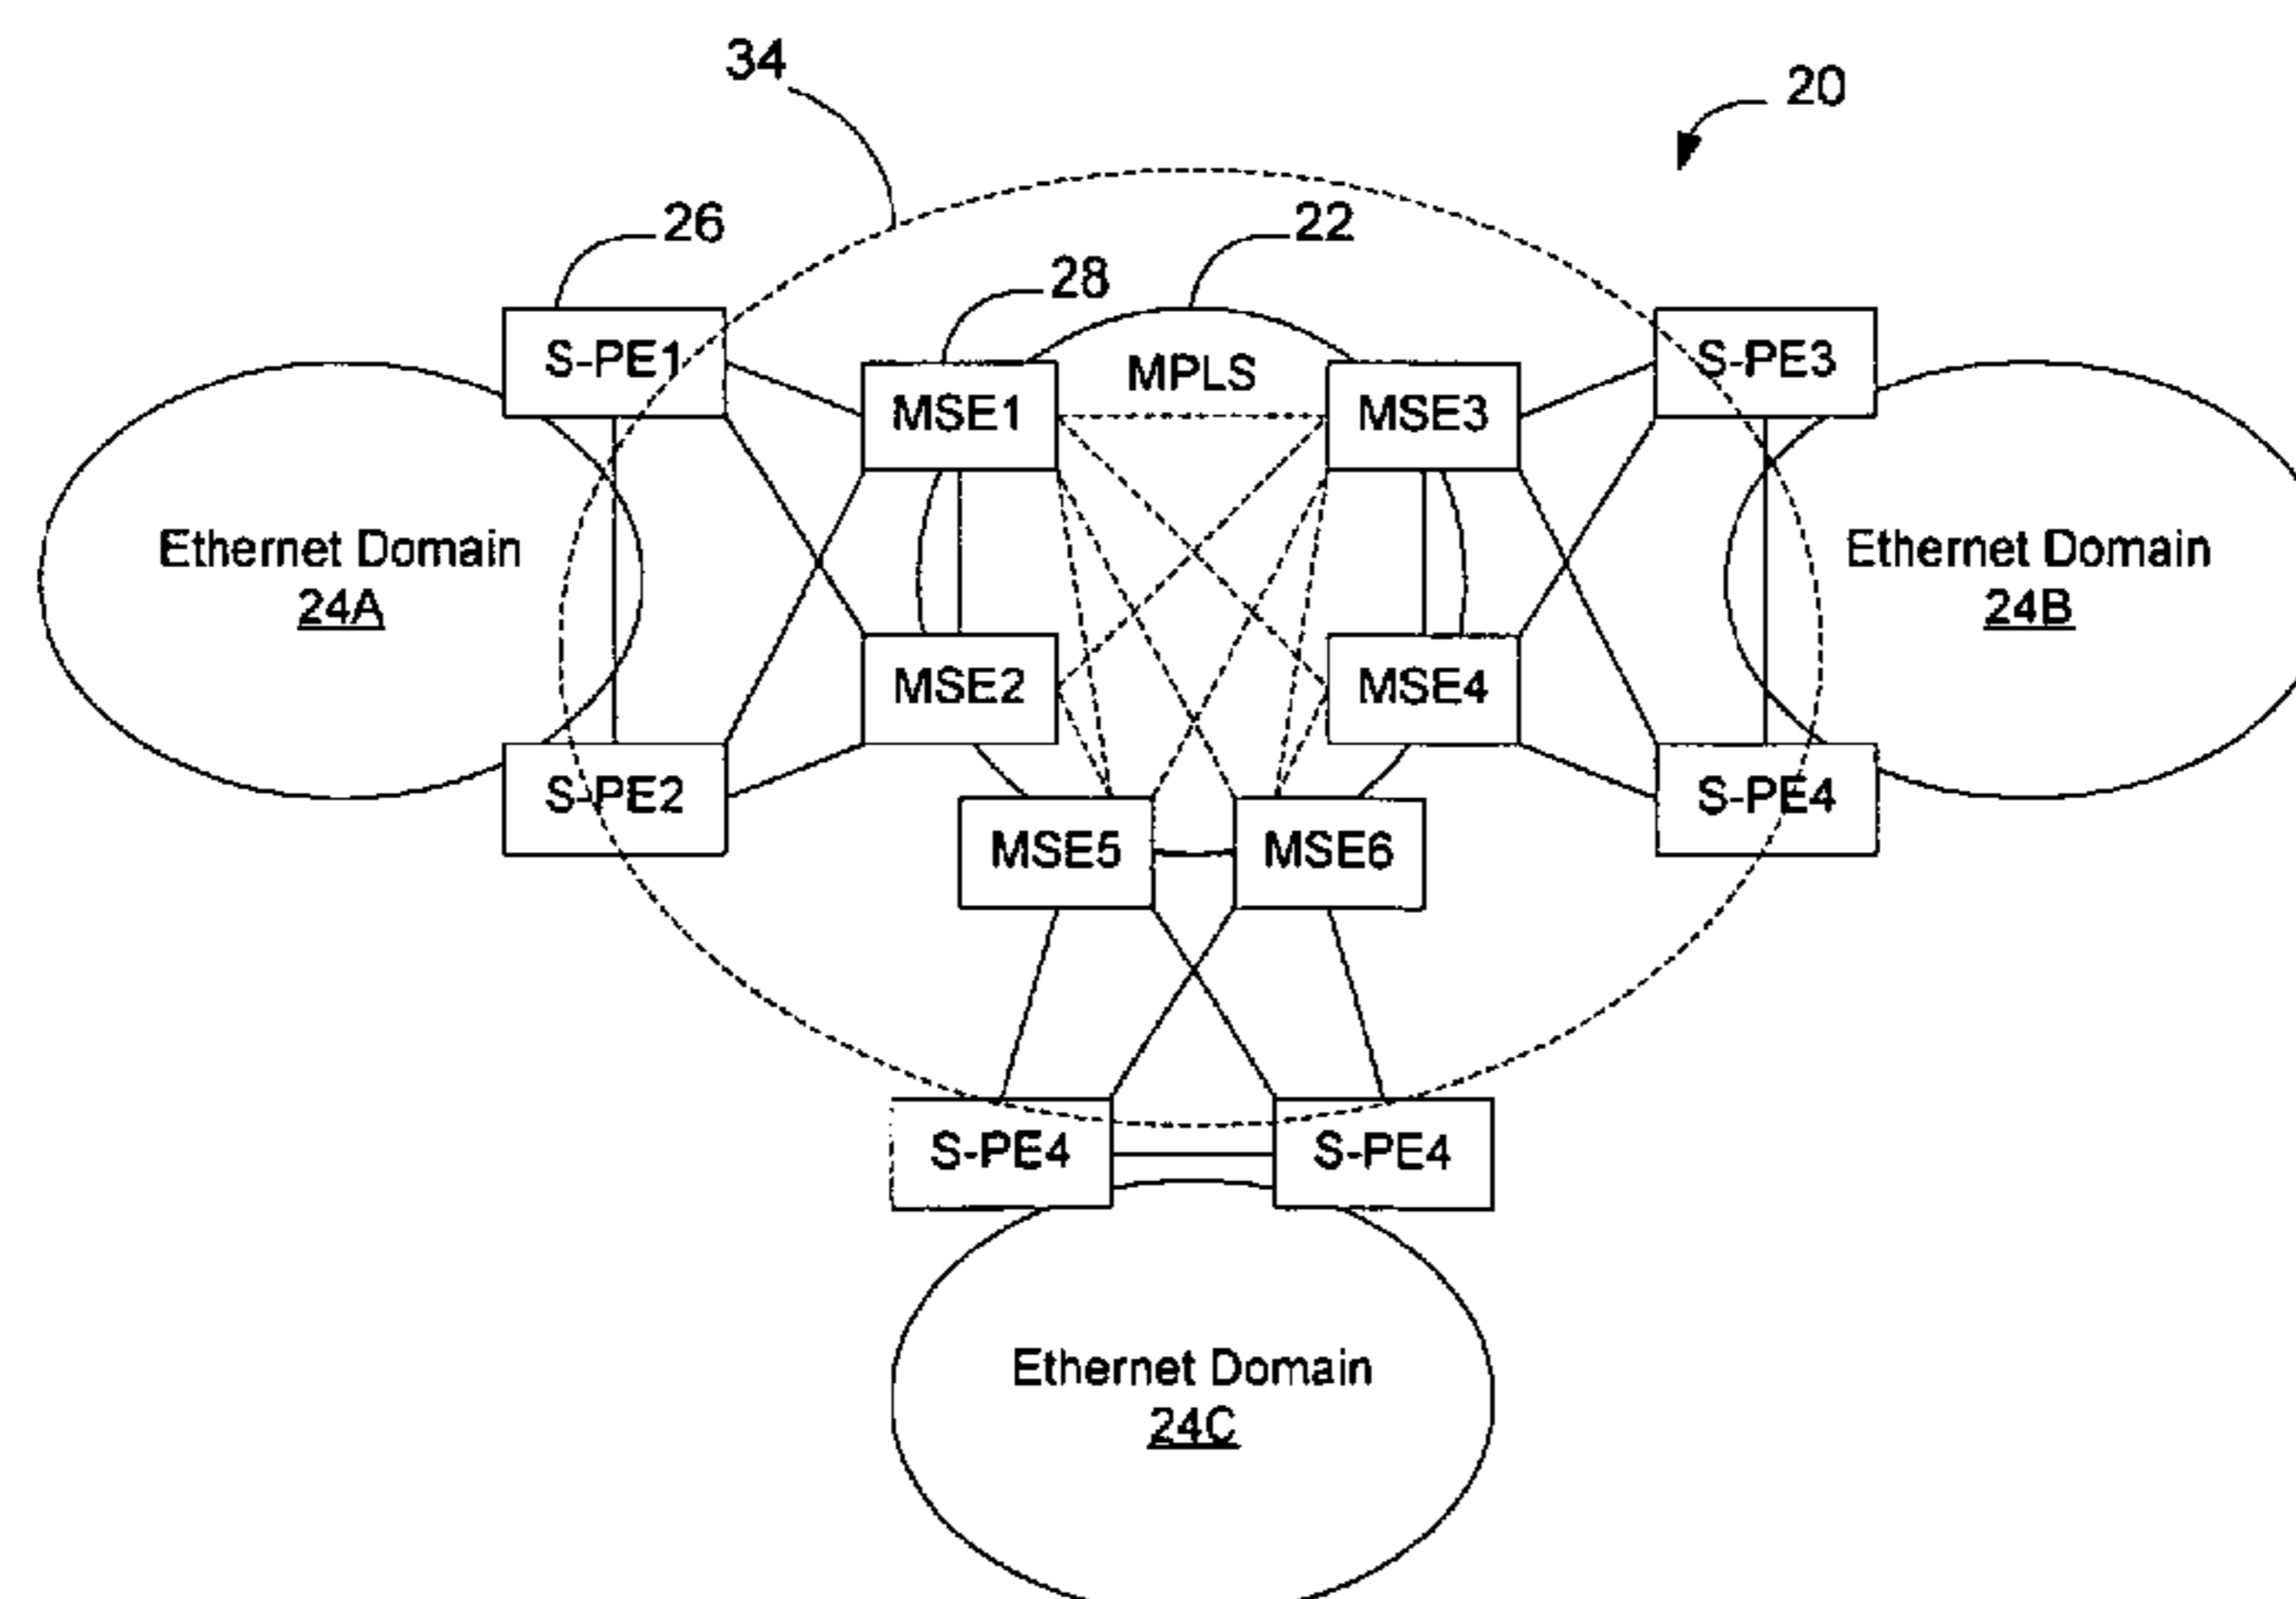 34
20
26
22
28
S-PE1
S-PE3
MPLS
MSE1
MSE3
Ethernet Domain
24A
Ethernet Domain
24B
MSE2
MSE4
S-PE2
S-PE4
MSE5
MSE6
S-PE4
S-PE4
Ethernet Domain
24C